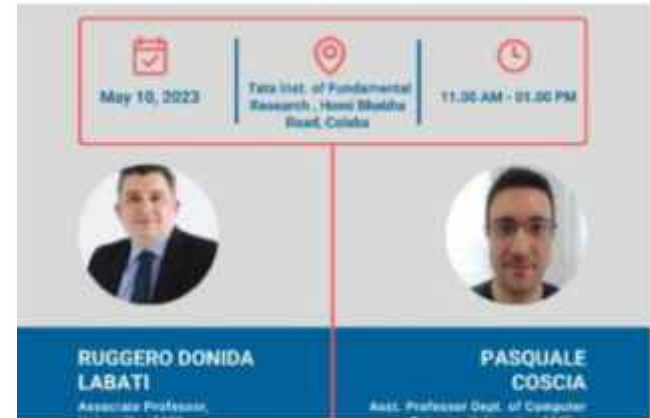 May 10, 2023
Tata Inst. of Fundamental
Research , Homi Bhabha
Road, Colaba
11.00 AM - 01.00 PM
RUGGERO DONIDA
LABATI
Associate Professor,
PASQUALE
COSCIA
Asst. Professor Dept. of Computer